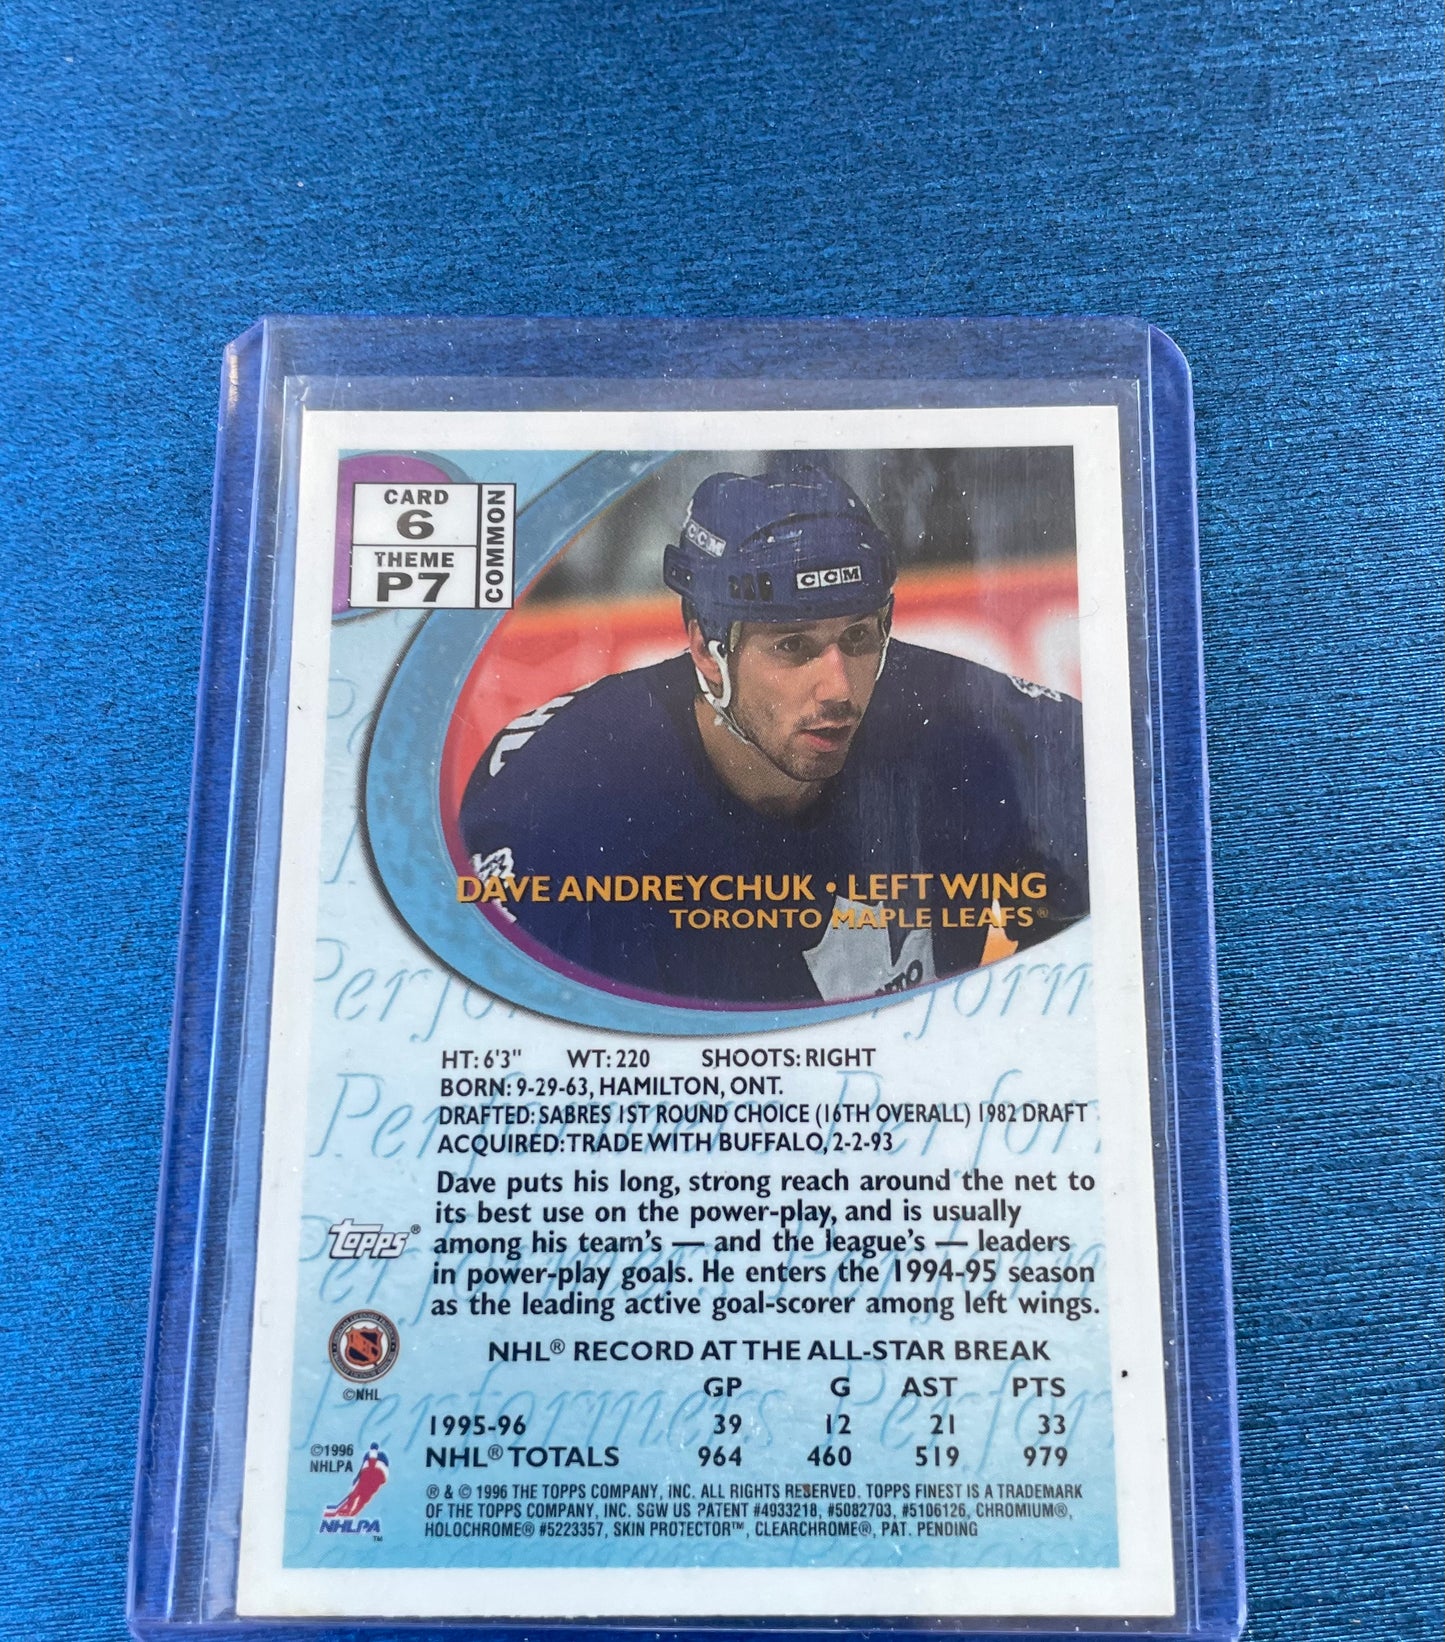 CARD
6
COMMON
THEME
P7
CCM
CCM
DAVE ANDREYCHUK • LEFT WING
TORONTO MAPLE LEAFS®
Performers Performers
HT: 6'3" WT: 220 SHOOTS: RIGHT
BORN: 9-29-63, HAMILTON, ONT.
DRAFTED: SABRES 1ST ROUND CHOICE (16TH OVERALL) 1982 DRAFT
ACQUIRED: TRADE WITH BUFFALO, 2-2-93
Dave puts his long, strong reach around the net to
its best use on the power-play, and is usually
Topps® among his team's — and the league's — leaders
in power-play goals. He enters the 1994-95 season
as the leading active goal-scorer among left wings.
NHL® RECORD AT THE ALL-STAR BREAK
©NHL
GP G AST PTS
1995-96 39 12 21 33
NHL® TOTALS 964 460 519 979
©1996
NHLPA
NHLPA™
® & © 1996 THE TOPPS COMPANY, INC. ALL RIGHTS RESERVED. TOPPS FINEST IS A TRADEMARK
OF THE TOPPS COMPANY, INC. SGW US PATENT #4933218, #5082703, #5106126, CHROMIUM®,
HOLOCHROME® #5223357, SKIN PROTECTOR™, CLEARCHROME®, PAT. PENDING